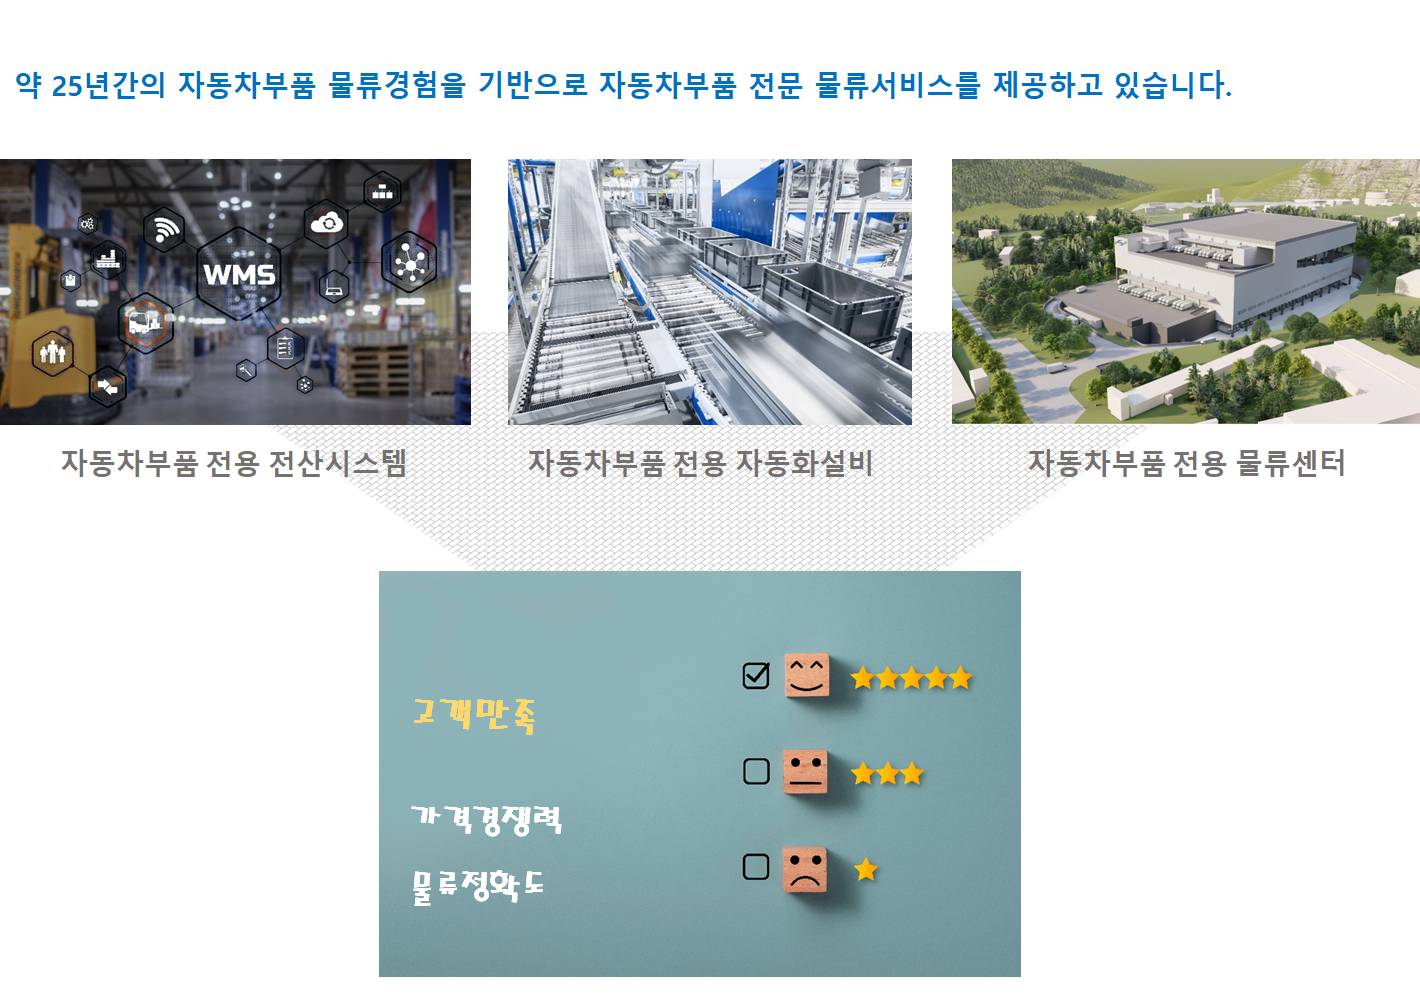 약 25년간의 자동차부품 물류경험을 기반으로 자동차부품 전문 물류서비스를 제공하고 있습니다.
WMS
자동차부품 전용 전산시스템
자동차부품 전용 자동화설비
자동차부품 전용 물류센터
고객만족
가격경쟁력
물류정확도